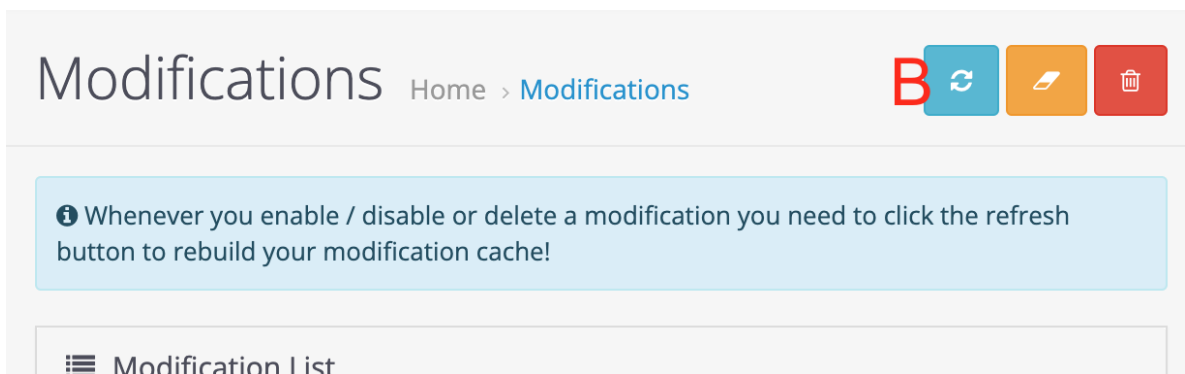 Modifications Home › Modifications B
Whenever you enable / disable or delete a modification you need to click the refresh
button to rebuild your modification cache!
Modification List